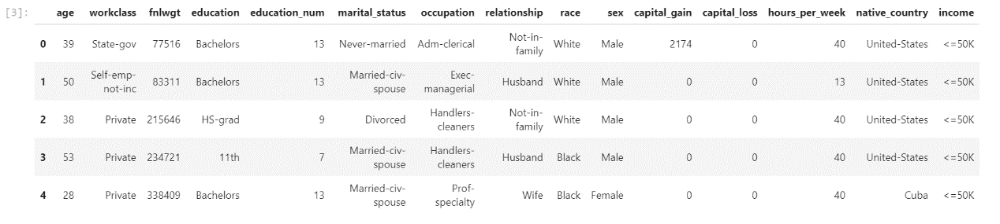 [3]:
age workclass fnlwgt education education_num marital_status occupation relationship race sex capital_gain capital_loss hours_per_week native_country income
0 39 State-gov 77516 Bachelors 13 Never-married Adm-clerical Not-in-
family White Male 2174 0 40 United-States <=50K
1 50 Self-emp-
not-inc 83311 Bachelors 13 Married-civ-
spouse Exec-
managerial Husband White Male 0 0 13 United-States <=50K
2 38 Private 215646 HS-grad 9 Divorced Handlers-
cleaners Not-in-
family White Male 0 0 40 United-States <=50K
3 53 Private 234721 11th 7 Married-civ-
spouse Handlers-
cleaners Husband Black Male 0 0 40 United-States <=50K
4 28 Private 338409 Bachelors 13 Married-civ-
spouse Prof-
specialty Wife Black Female 0 0 40 Cuba <=50K